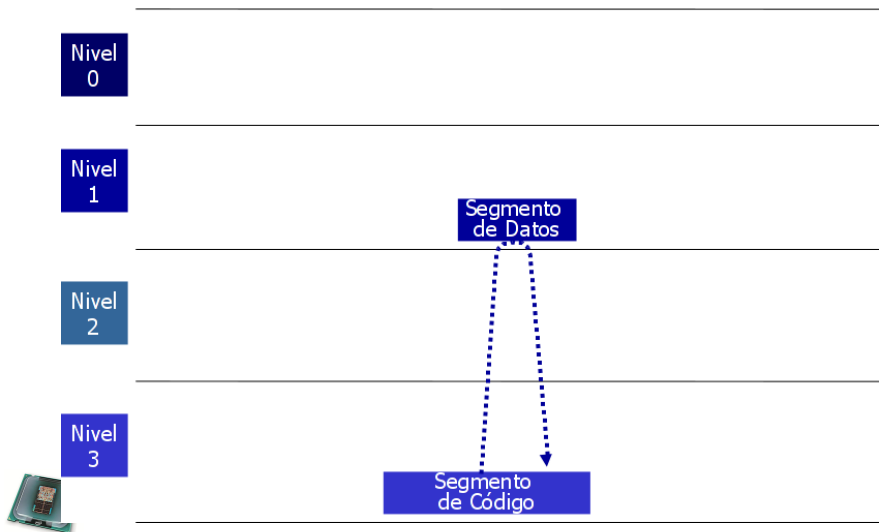 Nivel
0
Nivel
1
Segmento
de Datos
Nivel
2
Nivel
3
Segmento
de Código